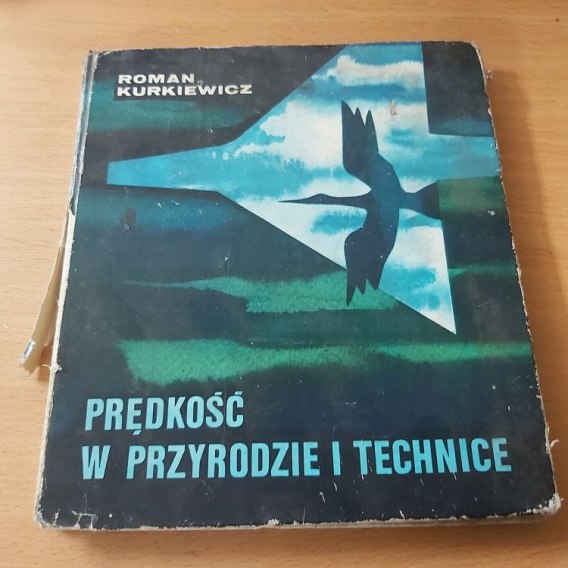 ROMAN
KURKIEWICZ
PRĘDKOŚĆ
W PRZYRODZIE I TECHNICE